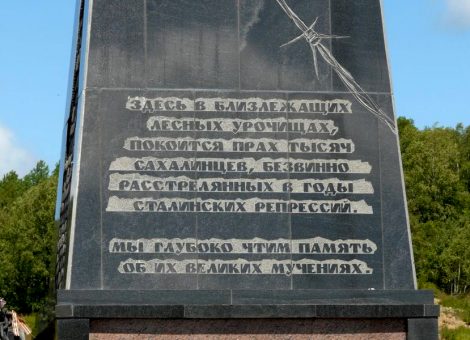 ЗДЕСЬ В БЛИЗЛЕЖАЩИХ
ЛЕСНЫХ УРОЧИЩАХ,
ПОКОИТСЯ ПРАХ ТЫСЯЧ
САХАЛИНЦЕВ, БЕЗВИННО
РАССТРЕЛЯННЫХ В ГОДЫ
СТАЛИНСКИХ РЕПРЕССИЙ.
МЫ ГЛУБОКО ЧТИМ ПАМЯТЬ
ОБ ИХ ВЕЛИКИХ МУЧЕНИЯХ.